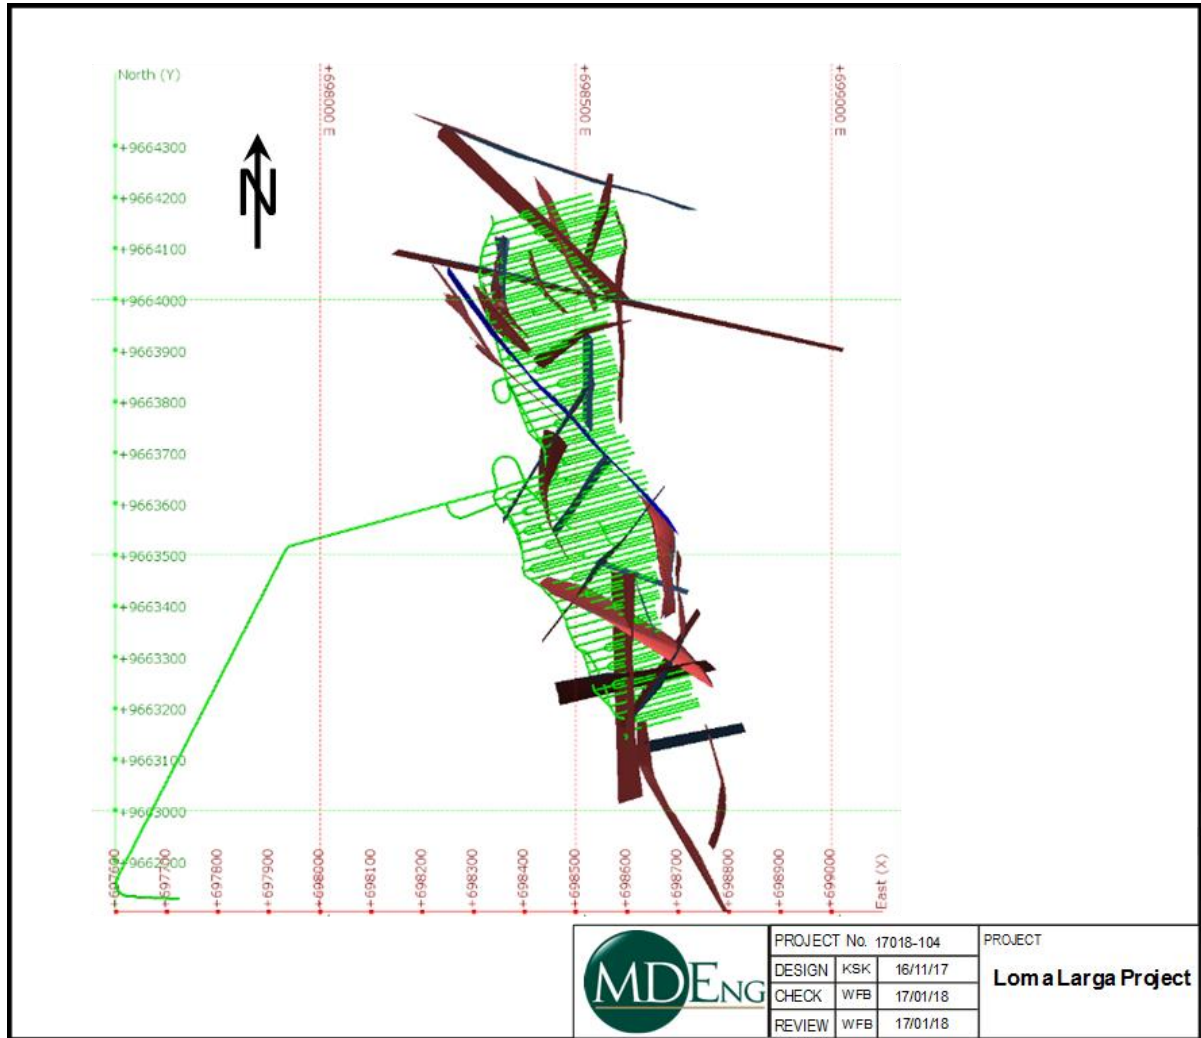 North (Y)
+698000 m
+698500 m
+699000 m
+9664300
+9664200
N
+9664100
+9664000
+9663900
+9663800
+9663700
+9663600
+9663500
+9663400
+9663300
+9663200
+9663100
+9663000
+697600
+697700
+697800
+697900
+698000
+698100
+698200
+698300
+698400
+698500
+698600
+698700
+698800
+698900
+699000
East (X)
MDENG
PROJECT No. 17018-104
DESIGN KSK 16/11/17
CHECK WFB 17/01/18
REVIEW WFB 17/01/18
PROJECT
Loma Larga Project